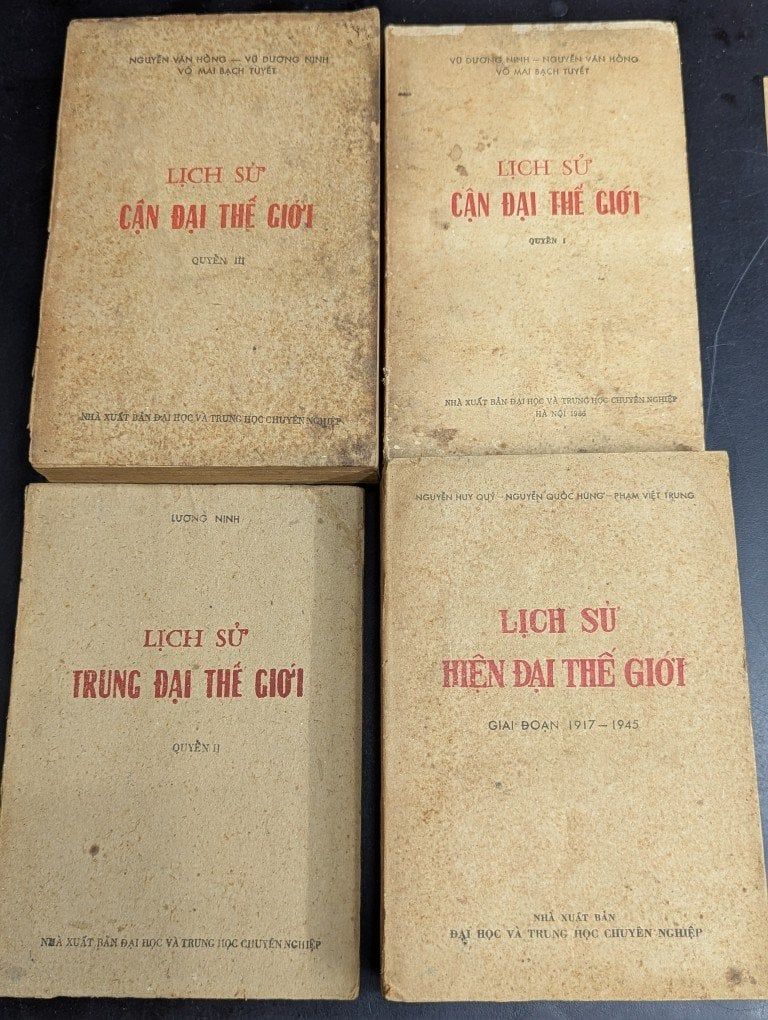 NGUYỄN VĂN HỒNG — VŨ DƯƠNG NINH
VÕ MAI BẠCH TUYẾT
LỊCH SỬ
CẬN ĐẠI THẾ GIỚI
QUYỂN III
NHÀ XUẤT BẢN ĐẠI HỌC VÀ TRUNG HỌC CHUYÊN NGHIỆP
VŨ DƯƠNG NINH — NGUYỄN VĂN HỒNG
VÕ MAI BẠCH TUYẾT
LỊCH SỬ
CẬN ĐẠI THẾ GIỚI
QUYỂN I
NHÀ XUẤT BẢN ĐẠI HỌC VÀ TRUNG HỌC CHUYÊN NGHIỆP
HÀ NỘI 1986
LƯƠNG NINH
LỊCH SỬ
TRUNG ĐẠI THẾ GIỚI
QUYỂN II
NHÀ XUẤT BẢN ĐẠI HỌC VÀ TRUNG HỌC CHUYÊN NGHIỆP
NGUYỄN HUY QUÝ - NGUYỄN QUỐC HÙNG - PHẠM VIỆT TRUNG
LỊCH SỬ
HIỆN ĐẠI THẾ GIỚI
GIAI ĐOẠN 1917 — 1945
NHÀ XUẤT BẢN
ĐẠI HỌC VÀ TRUNG HỌC CHUYÊN NGHIỆP